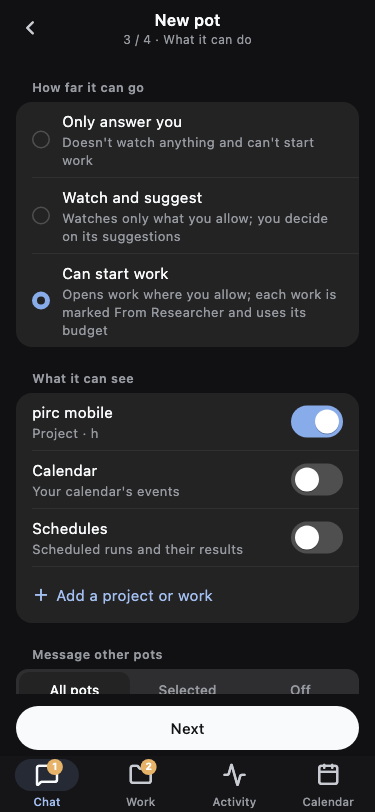 New pot
3 / 4 · What it can do
How far it can go
Only answer you
Doesn't watch anything and can't start
work
Watch and suggest
Watches only what you allow; you decide
on its suggestions
Can start work
Opens work where you allow; each work is
marked From Researcher and uses its
budget
What it can see
pirc mobile
Project · h
Calendar
Your calendar's events
Schedules
Scheduled runs and their results
+ Add a project or work
Message other pots
All pots Selected Off
Next
1 2
Chat Work Activity Calendar